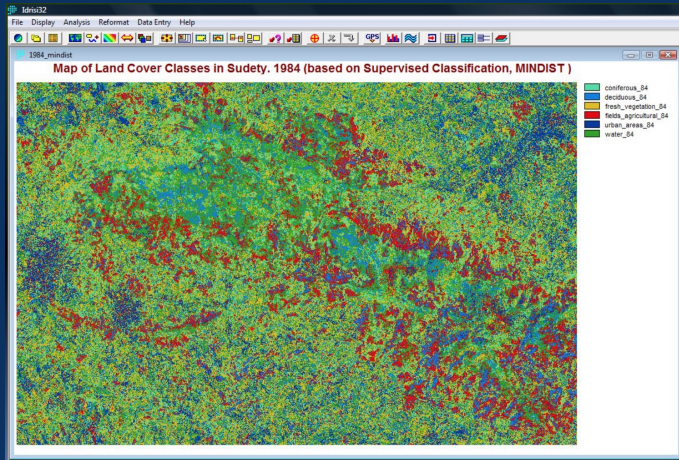 Idrisi32
File Display Analysis Reformat Data Entry Help
GPS
1984_mindist
Map of Land Cover Classes in Sudety. 1984 (based on Supervised Classification, MINDIST )
coniferous_84
deciduous_84
fresh_vegetation_84
fields_agricultural_84
urban_areas_84
water_84